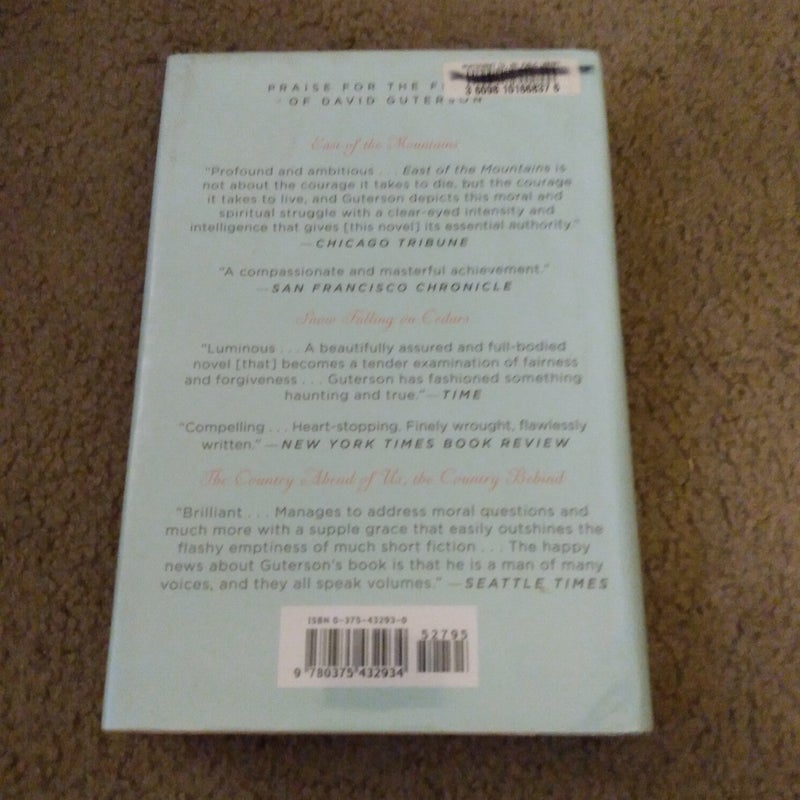 PRAISE FOR THE
3 6098 10186837 6
OF DAVID GUTERSON
East of the Mountains
"Profound and ambitious . . . East of the Mountains is
not about the courage it takes to die, but the courage
it takes to live, and Guterson depicts this moral and
spiritual struggle with a clear-eyed intensity and
intelligence that gives [this novel] its essential authority."
—CHICAGO TRIBUNE
"A compassionate and masterful achievement."
—SAN FRANCISCO CHRONICLE
Snow Falling on Cedars
"Luminous . . . A beautifully assured and full-bodied
novel [that] becomes a tender examination of fairness
and forgiveness . . . Guterson has fashioned something
haunting and true."—TIME
"Compelling . . . Heart-stopping. Finely wrought, flawlessly
written." —NEW YORK TIMES BOOK REVIEW
The Country Ahead of Us, the Country Behind
"Brilliant . . . Manages to address moral questions and
much more with a supple grace that easily outshines the
flashy emptiness of much short fiction . . . The happy
news about Guterson's book is that he is a man of many
voices, and they all speak volumes." —SEATTLE TIMES
ISBN 0-375-43293-0
52795
9 780375 432934